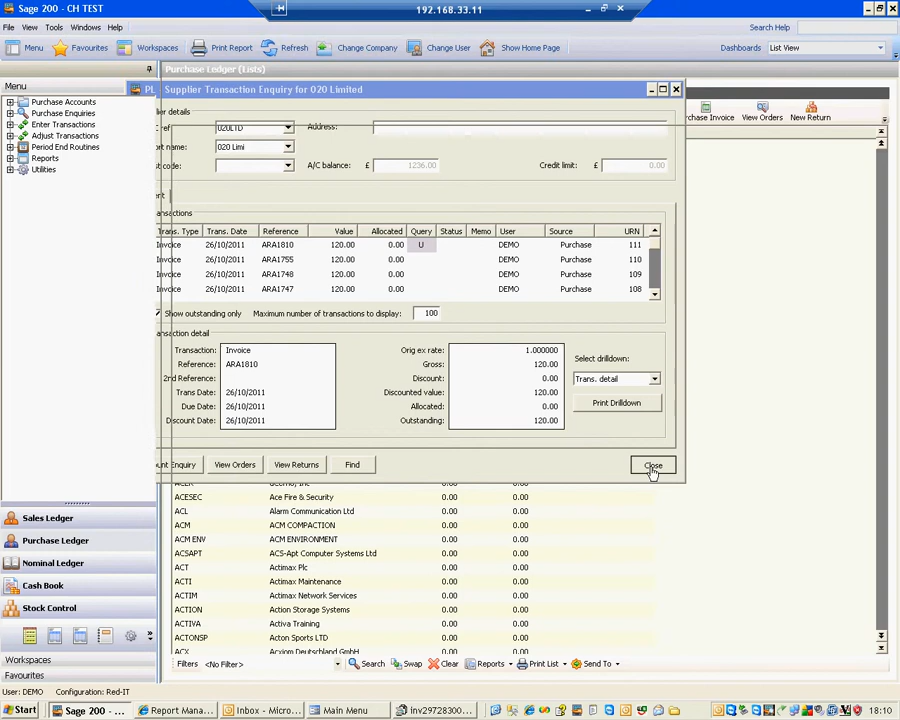 Sage 200 - CH TEST
192.168.33.11
File View Tools Windows Help
Search Help
Menu Favourites Workspaces Print Report Refresh Change Company Change User Show Home Page
Dashboards List View
Purchase Ledger (Lists)
Menu
PL
Supplier Transaction Enquiry for O2O Limited
Purchase Accounts
Purchase Enquiries
Enter Transactions
Adjust Transactions
Period End Routines
Reports
Utilities
Purchase Invoice View Orders New Return
lier details
C ref O2OLTD Address:
ort name: O2O Limi
st code: A/C balance: £ 1236.00 Credit limit: £ 0.00
ent
ansactions
Trans. Type Trans. Date Reference Value Allocated Query Status Memo User Source URN
Invoice 26/10/2011 ARA1810 120.00 0.00 U DEMO Purchase 111
Invoice 26/10/2011 ARA1755 120.00 0.00 DEMO Purchase 110
Invoice 26/10/2011 ARA1748 120.00 0.00 DEMO Purchase 109
Invoice 26/10/2011 ARA1747 120.00 0.00 DEMO Purchase 108
Show outstanding only Maximum number of transactions to display: 100
ansaction detail
Transaction: Invoice Orig ex rate: 1.000000
Reference: ARA1810 Gross: 120.00
2nd Reference: Discount: 0.00
Trans Date: 26/10/2011 Discounted value: 120.00
Due Date: 26/10/2011 Allocated: 0.00
Discount Date: 26/10/2011 Outstanding: 120.00
Select drilldown:
Trans. detail
Print Drilldown
unt Enquiry View Orders View Returns Find Close
ACESEC Ace Fire & Security 0.00 0.00
ACL Alarm Communication Ltd 0.00 0.00
ACM ACM COMPACTION 0.00 0.00
ACM ENV ACM ENVIRONMENT 0.00 0.00
ACSAPT ACS-Apt Computer Systems Ltd 0.00 0.00
ACT Actimax Plc 0.00 0.00
ACTI Actimax Maintenance 0.00 0.00
ACTIM Actimax Network Services 0.00 0.00
ACTION Action Storage Systems 0.00 0.00
ACTIVA Activa Training 0.00 0.00
ACTONSP Acton Sports LTD 0.00 0.00
ACX Acxiom Deutschland GmbH 0.00 0.00
Sales Ledger
Purchase Ledger
Nominal Ledger
Cash Book
Stock Control
Workspaces
Favourites
Filters <No Filter> Search Swap Clear Reports Print List Send To
User: DEMO Configuration: Red-IT
Start Sage 200 - ... Report Mana... Inbox - Micro... Main Menu inv29728300... 18:10